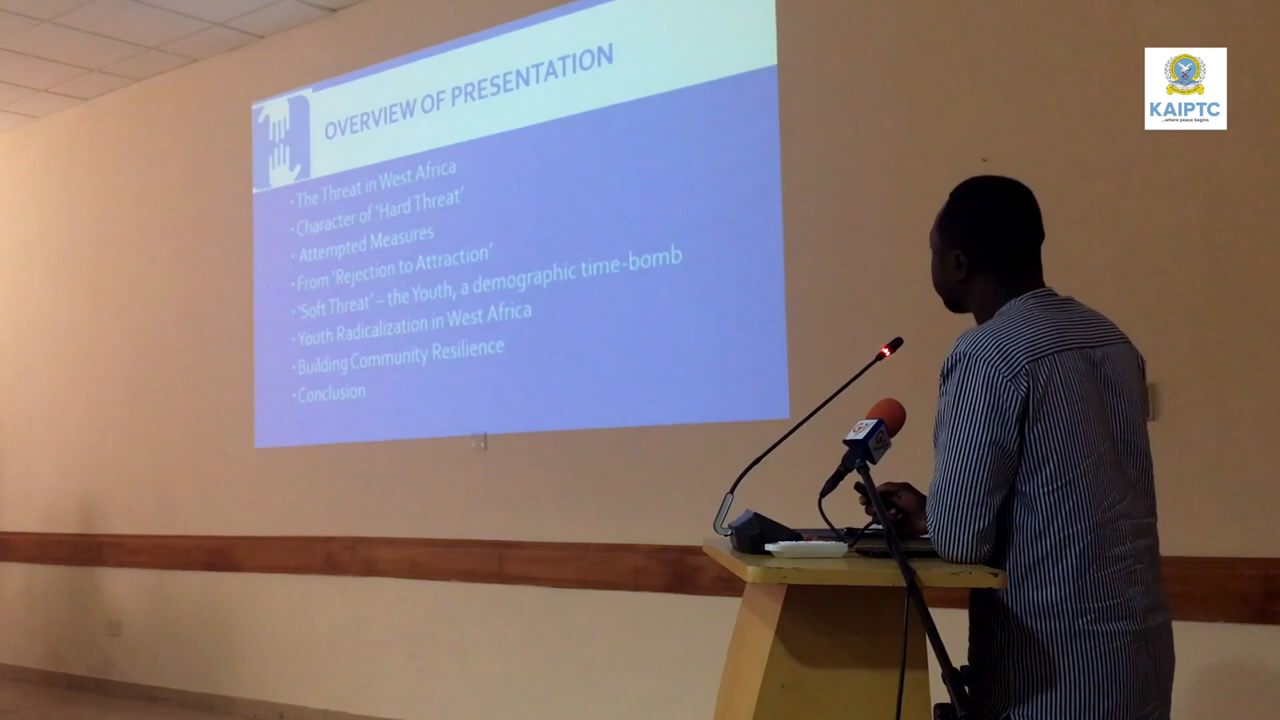 OVERVIEW OF PRESENTATION
• The Threat in West Africa
• Character of 'Hard Threat'
• Attempted Measures
• From 'Rejection to Attraction'
• 'Soft Threat' – the Youth, a demographic time-bomb
• Youth Radicalization in West Africa
• Building Community Resilience
• Conclusion
KAIPTC
...where peace begins